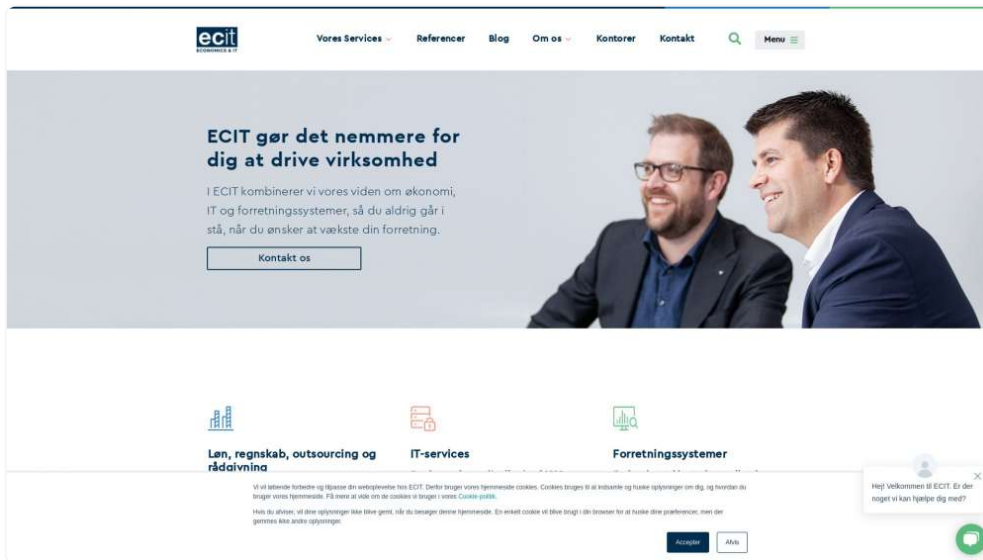 ecit
ECONOMICS & IT
Vores Services
Referencer
Blog
Om os
Kontorer
Kontakt
Menu
ECIT gør det nemmere for
dig at drive virksomhed
I ECIT kombinerer vi vores viden om økonomi,
IT og forretningssystemer, så du aldrig går i
stå, når du ønsker at vækste din forretning.
Kontakt os
Løn, regnskab, outsourcing og
rådgivning
IT-services
Forretningssystemer
Vi vil løbende forbedre og tilpasse din weboplevelse hos ECIT. Derfor bruger vores hjemmeside cookies. Cookies bruges til at indsamle og huske oplysninger om dig, og hvordan du
bruger vores hjemmeside. Få mere at vide om de cookies vi bruger i vores Cookie-politik.
Hvis du afviser, vil dine oplysninger ikke blive gemt, når du besøger denne hjemmeside. En enkelt cookie vil blive brugt i din browser for at huske dine præferencer, men der
gemmes ikke andre oplysninger.
Accepter
Afvis
Hej! Velkommen til ECIT. Er der
noget vi kan hjælpe dig med?